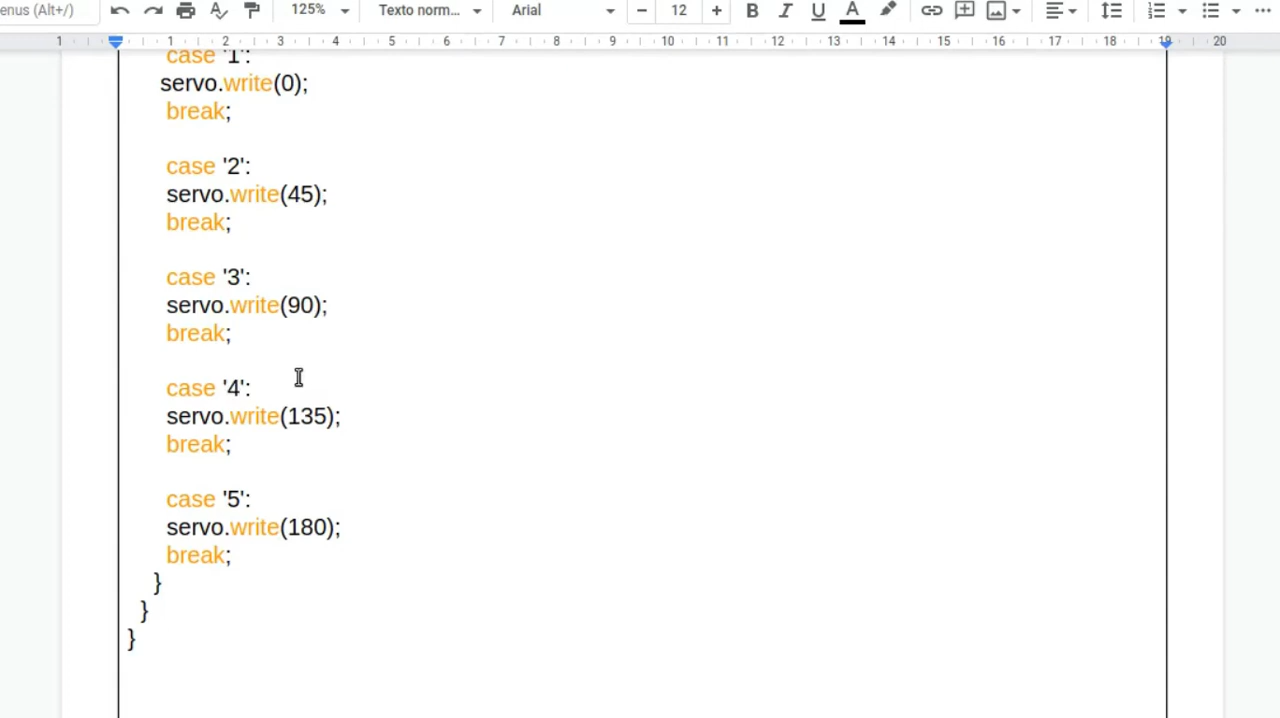 enus (Alt+/) 125% Texto norm... Arial 12 B I U A
1 1 2 3 4 5 6 7 8 9 10 11 12 13 14 15 16 17 18 19 20
case '1':
servo.write(0);
break;
case '2':
servo.write(45);
break;
case '3':
servo.write(90);
break;
case '4':
servo.write(135);
break;
case '5':
servo.write(180);
break;
}
}
}